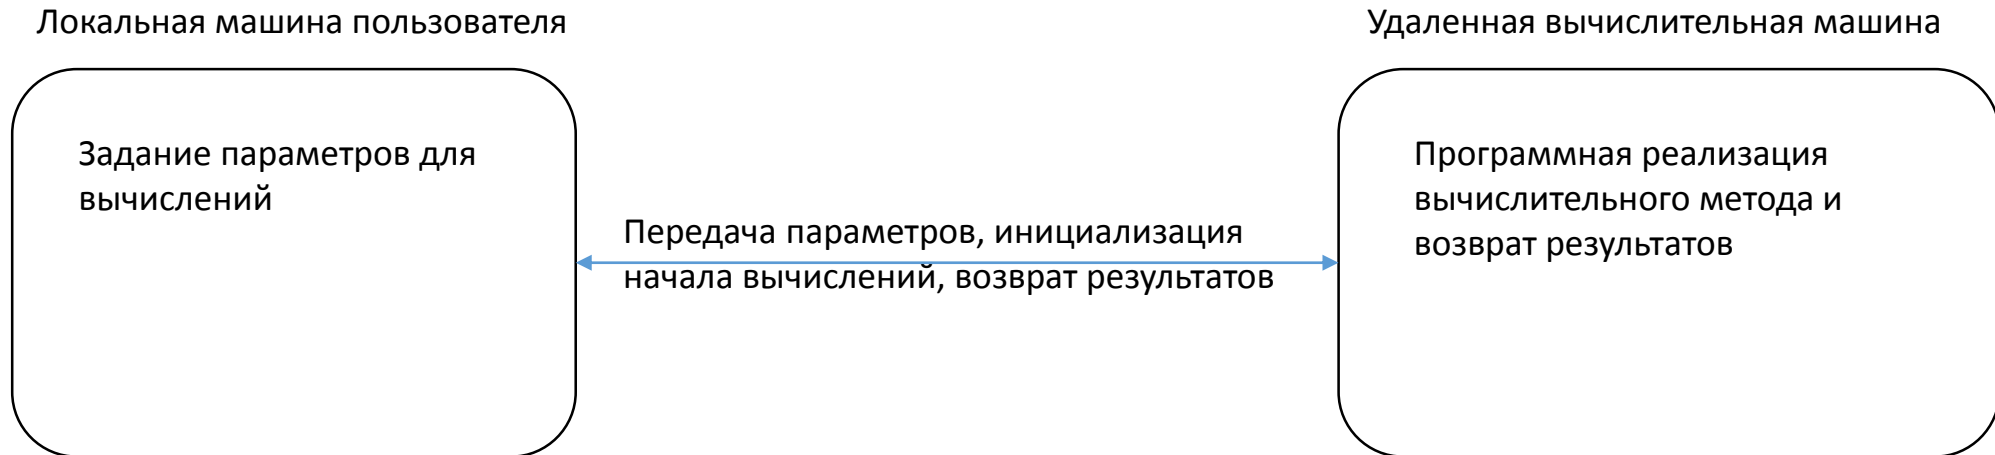 Локальная машина пользователя
Удаленная вычислительная машина
Задание параметров для
вычислений
Передача параметров, инициализация
начала вычислений, возврат результатов
Программная реализация
вычислительного метода и
возврат результатов